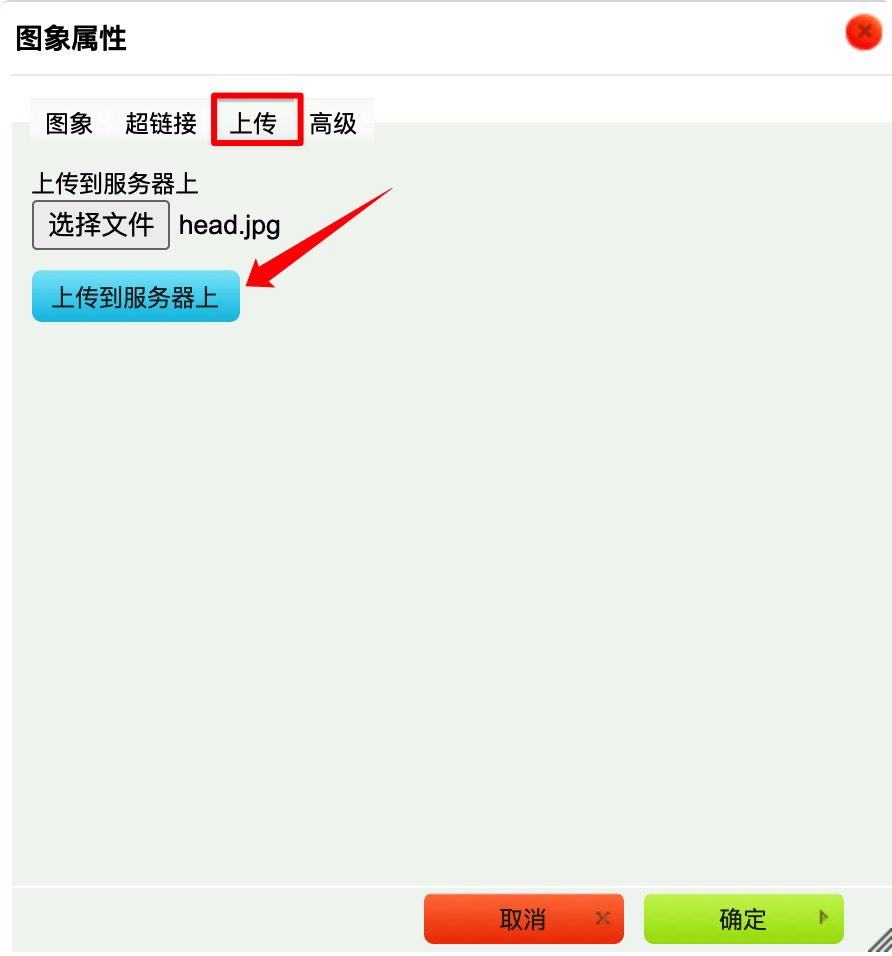 图象属性
图象 超链接 上传 高级
上传到服务器上
选择文件 head.jpg
上传到服务器上
取消 确定